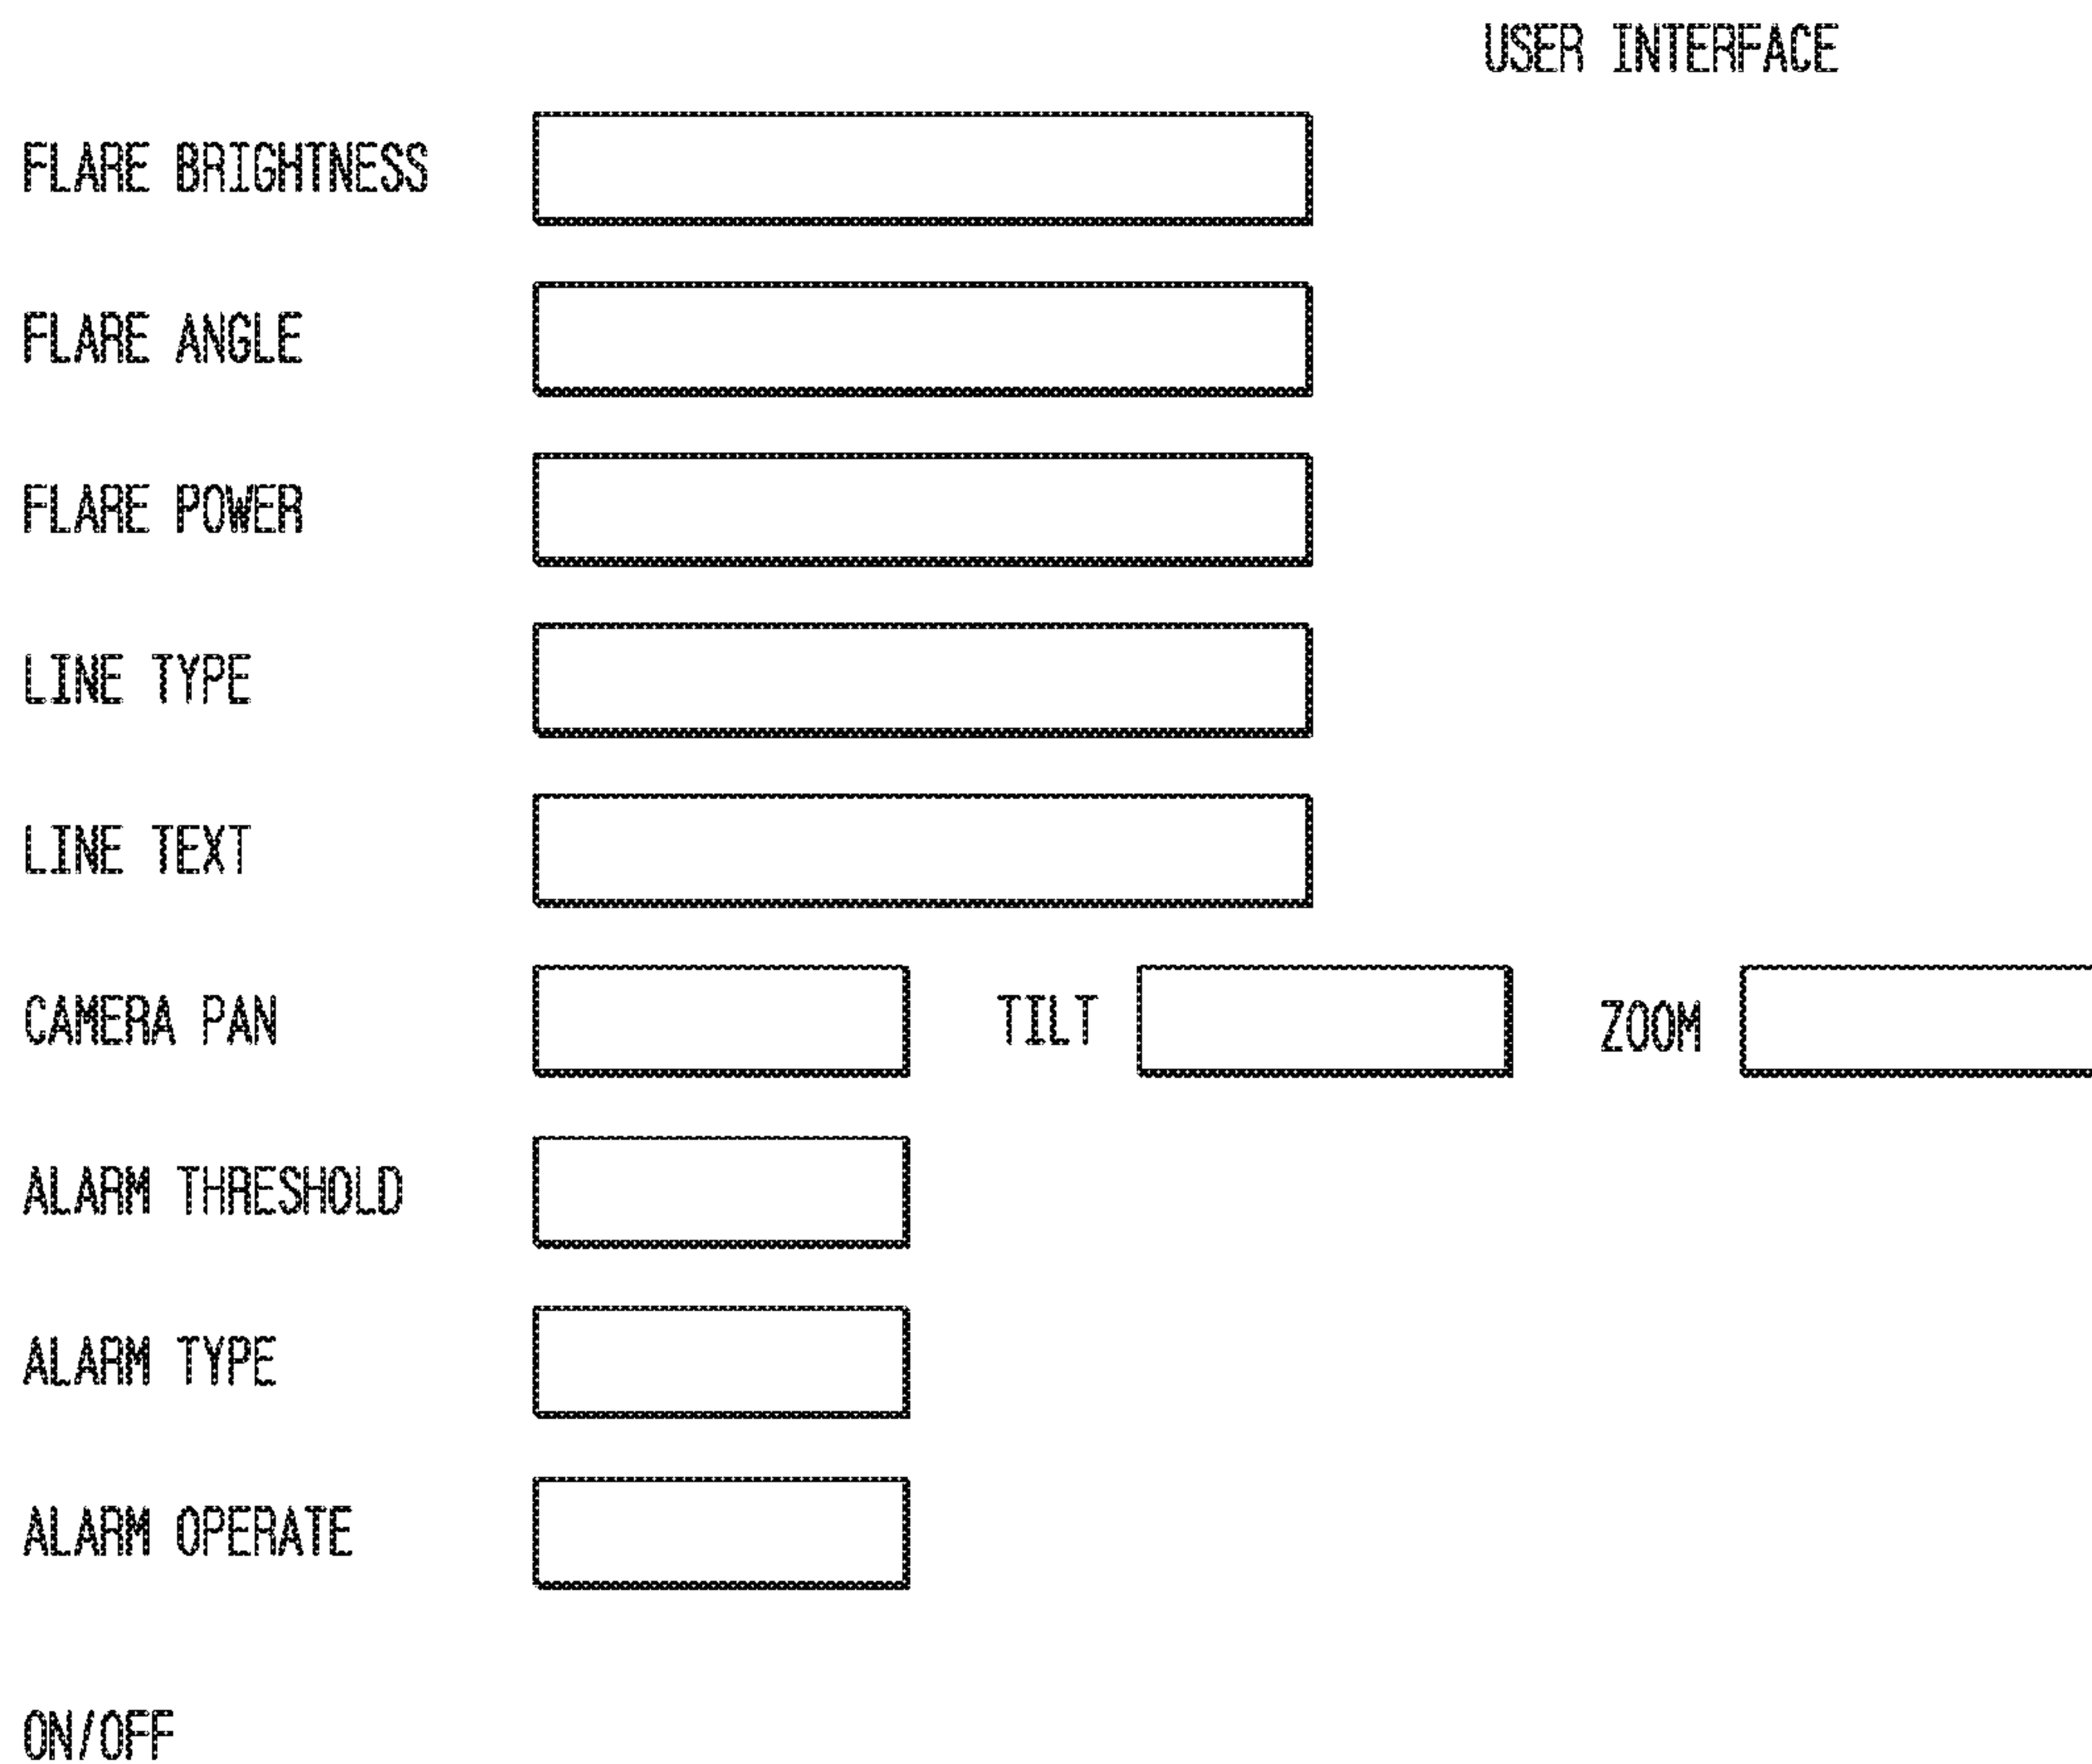 USER INTERFACE
FLARE BRIGHTNESS
FLARE ANGLE
FLARE POWER
LINE TYPE
LINE TEXT
CAMERA PAN TILT ZOOM
ALARM THRESHOLD
ALARM TYPE
ALARM OPERATE
ON/OFF